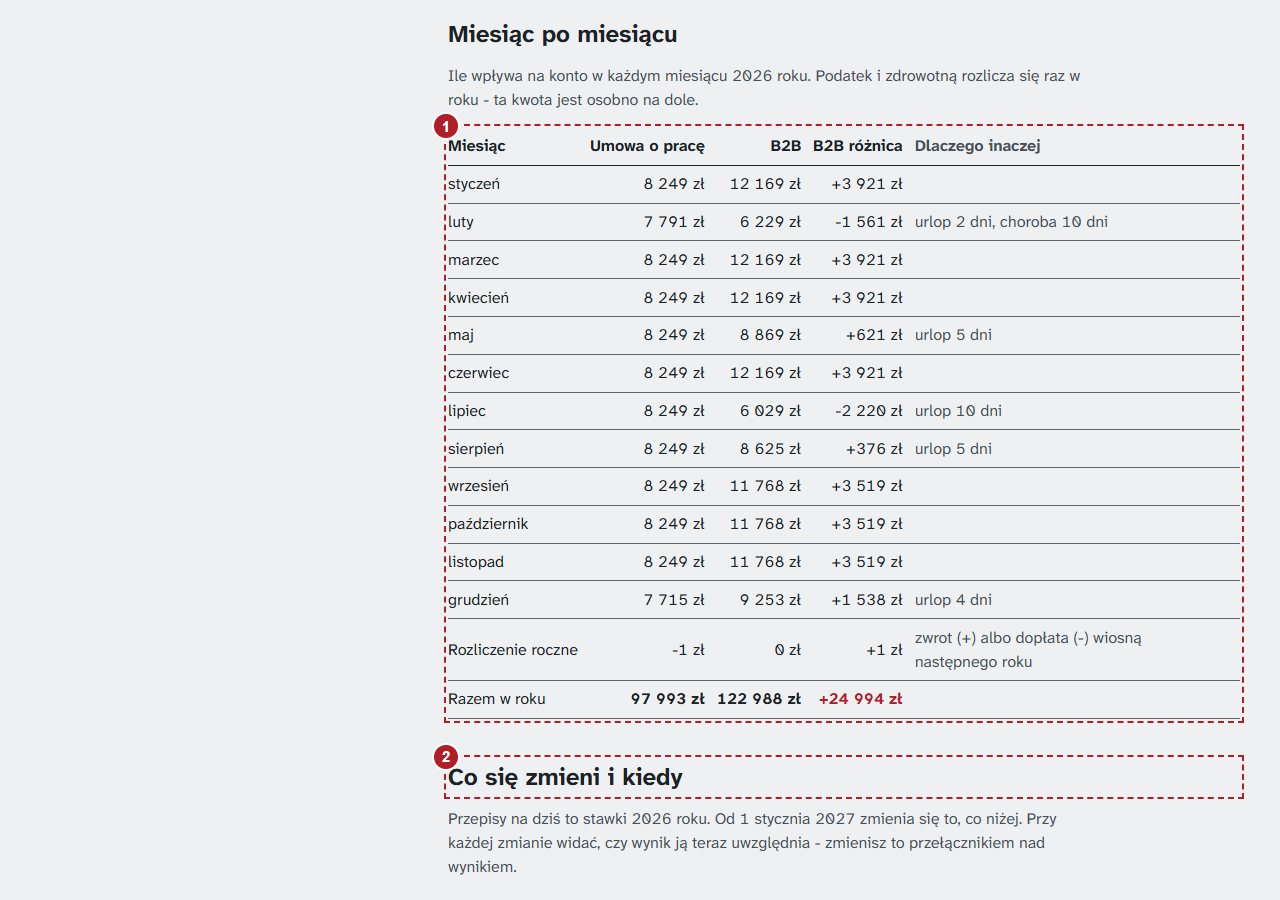 Miesiąc po miesiącu
Ile wpływa na konto w każdym miesiącu 2026 roku. Podatek i zdrowotną rozlicza się raz w
roku - ta kwota jest osobno na dole.
1
Miesiąc Umowa o pracę B2B B2B różnica Dlaczego inaczej
styczeń 8 249 zł 12 169 zł +3 921 zł
luty 7 791 zł 6 229 zł -1 561 zł urlop 2 dni, choroba 10 dni
marzec 8 249 zł 12 169 zł +3 921 zł
kwiecień 8 249 zł 12 169 zł +3 921 zł
maj 8 249 zł 8 869 zł +621 zł urlop 5 dni
czerwiec 8 249 zł 12 169 zł +3 921 zł
lipiec 8 249 zł 6 029 zł -2 220 zł urlop 10 dni
sierpień 8 249 zł 8 625 zł +376 zł urlop 5 dni
wrzesień 8 249 zł 11 768 zł +3 519 zł
październik 8 249 zł 11 768 zł +3 519 zł
listopad 8 249 zł 11 768 zł +3 519 zł
grudzień 7 715 zł 9 253 zł +1 538 zł urlop 4 dni
Rozliczenie roczne -1 zł 0 zł +1 zł zwrot (+) albo dopłata (-) wiosną
następnego roku
Razem w roku 97 993 zł 122 988 zł +24 994 zł
2
Co się zmieni i kiedy
Przepisy na dziś to stawki 2026 roku. Od 1 stycznia 2027 zmienia się to, co niżej. Przy
każdej zmianie widać, czy wynik ją teraz uwzględnia - zmienisz to przełącznikiem nad
wynikiem.